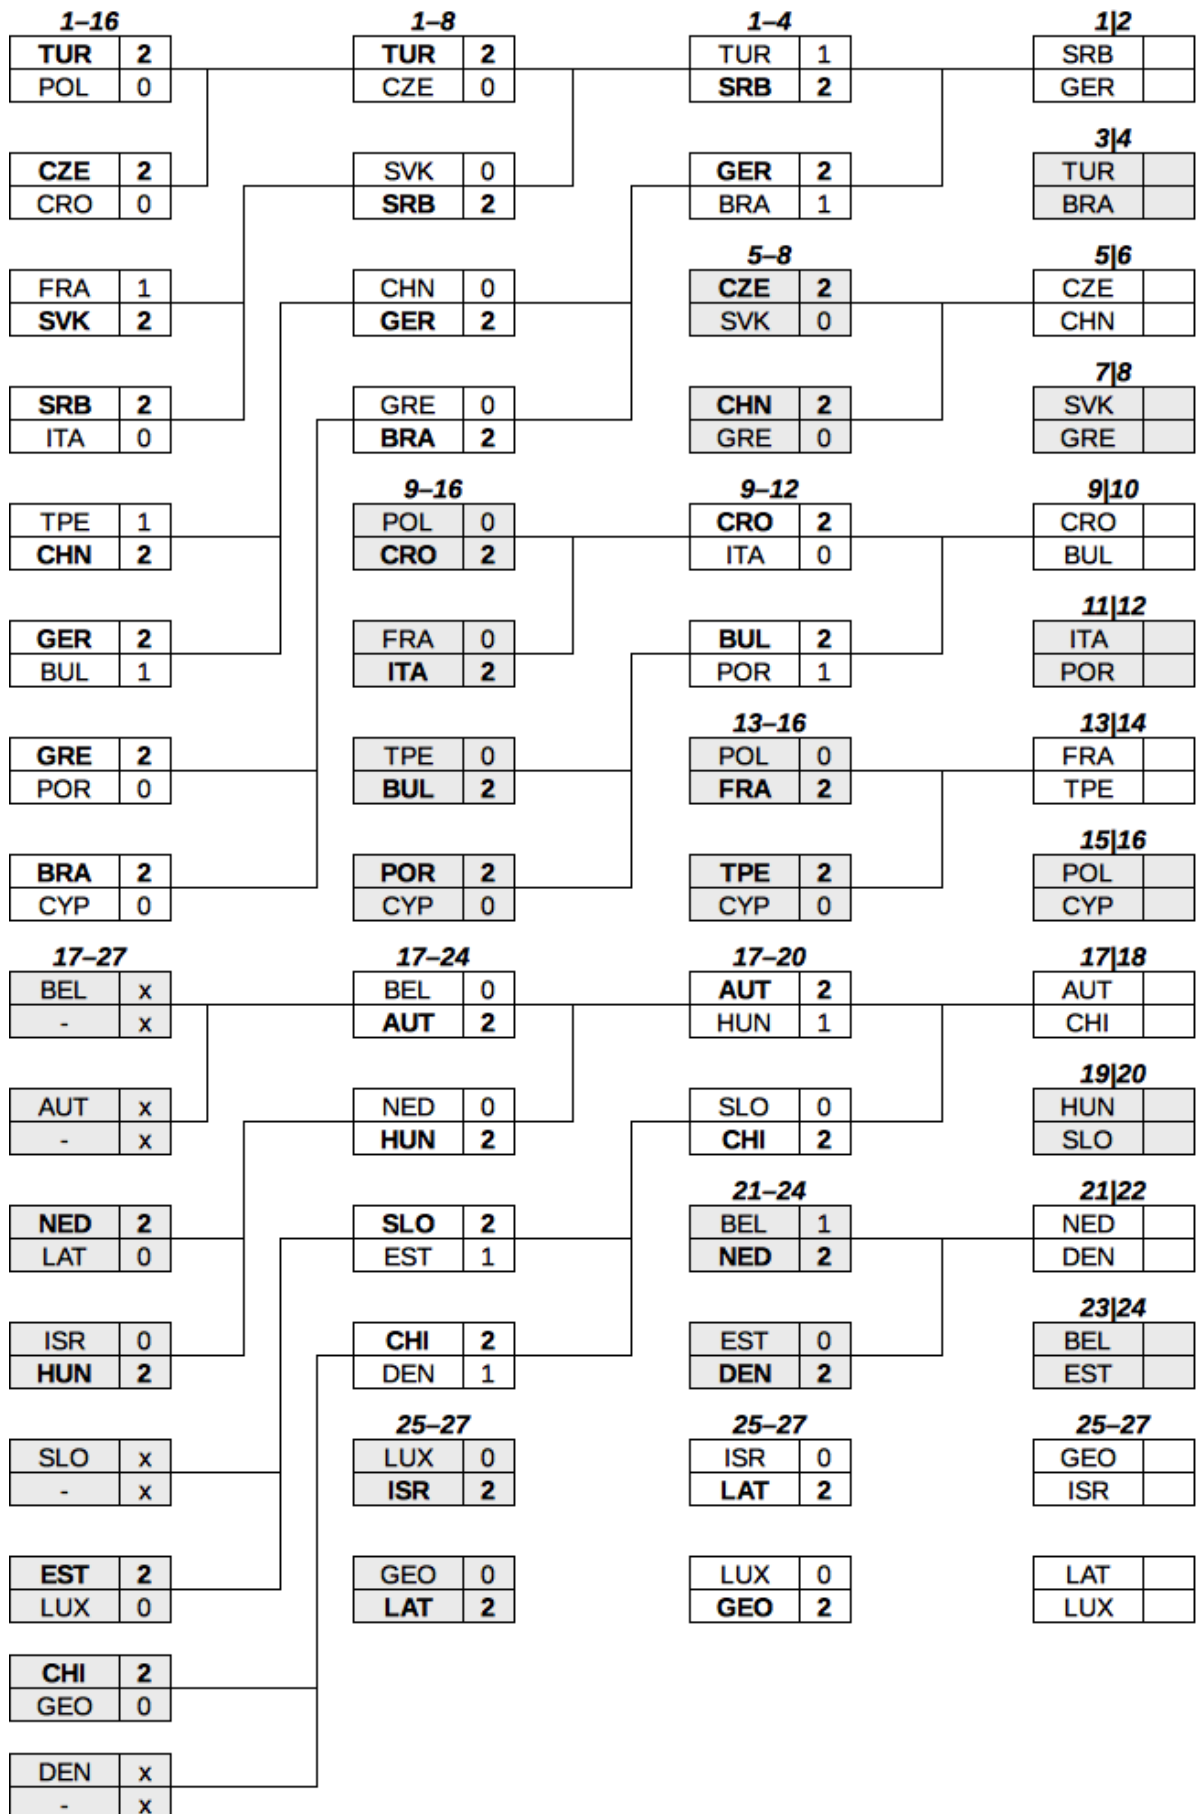 1–16 1–8 1–4 1|2
TUR 2 TUR 2 TUR 1 SRB
POL 0 CZE 0 SRB 2 GER
3|4
CZE 2 SVK 0 GER 2 TUR
CRO 0 SRB 2 BRA 1 BRA
5–8 5|6
FRA 1 CHN 0 CZE 2 CZE
SVK 2 GER 2 SVK 0 CHN
7|8
SRB 2 GRE 0 CHN 2 SVK
ITA 0 BRA 2 GRE 0 GRE
9–16 9–12 9|10
TPE 1 POL 0 CRO 2 CRO
CHN 2 CRO 2 ITA 0 BUL
11|12
GER 2 FRA 0 BUL 2 ITA
BUL 1 ITA 2 POR 1 POR
13–16 13|14
GRE 2 TPE 0 POL 0 FRA
POR 0 BUL 2 FRA 2 TPE
15|16
BRA 2 POR 2 TPE 2 POL
CYP 0 CYP 0 CYP 0 CYP
17–27 17–24 17–20 17|18
BEL x BEL 0 AUT 2 AUT
- x AUT 2 HUN 1 CHI
19|20
AUT x NED 0 SLO 0 HUN
- x HUN 2 CHI 2 SLO
21–24 21|22
NED 2 SLO 2 BEL 1 NED
LAT 0 EST 1 NED 2 DEN
23|24
ISR 0 CHI 2 EST 0 BEL
HUN 2 DEN 1 DEN 2 EST
25–27 25–27 25–27
SLO x LUX 0 ISR 0 GEO
- x ISR 2 LAT 2 ISR
EST 2 GEO 0 LUX 0 LAT
LUX 0 LAT 2 GEO 2 LUX
CHI 2
GEO 0
DEN x
- x